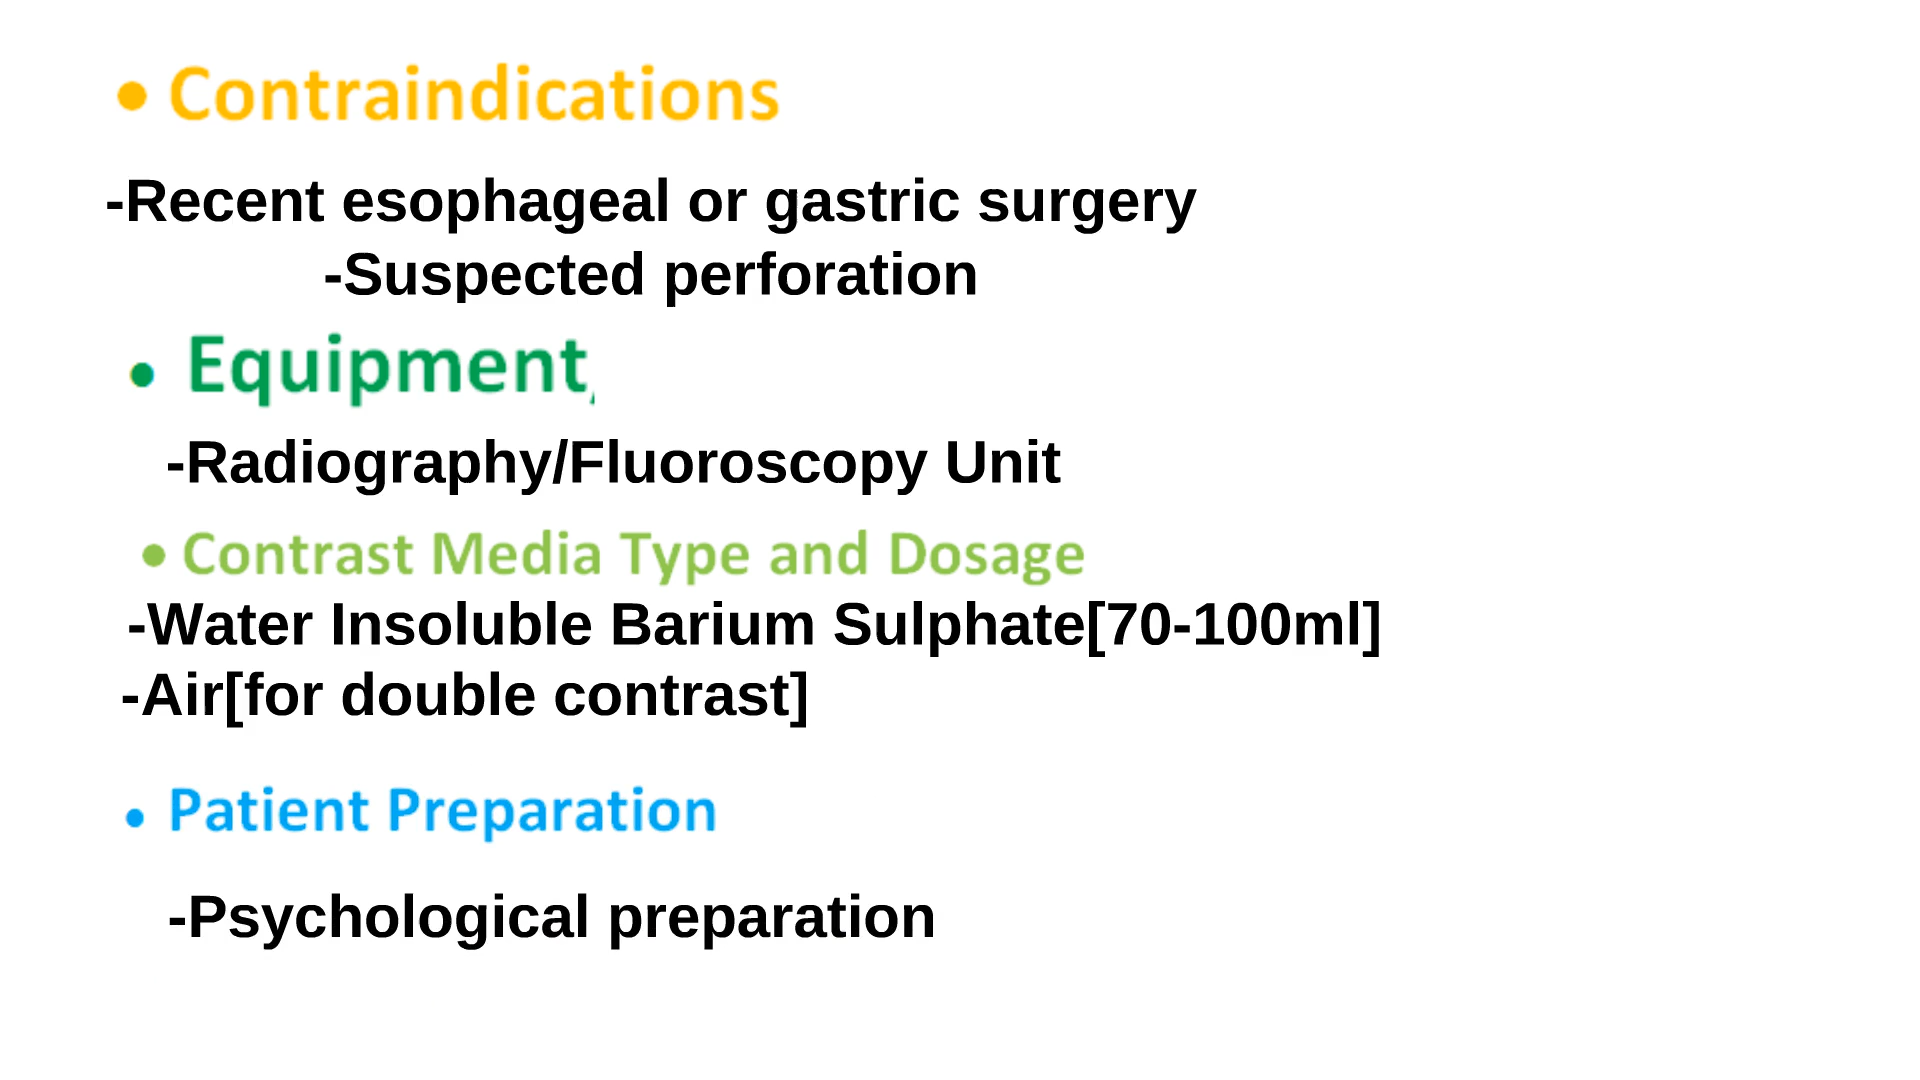 • Contraindications
-Recent esophageal or gastric surgery
-Suspected perforation
• Equipment,
-Radiography/Fluoroscopy Unit
• Contrast Media Type and Dosage
-Water Insoluble Barium Sulphate[70-100ml]
-Air[for double contrast]
• Patient Preparation
-Psychological preparation